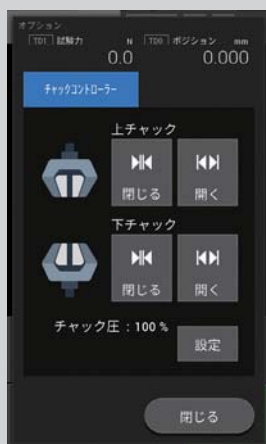 オプション
TD1 試験力 N TD0 ポジション mm
0.0 0.000
チャックコントローラー
上チャック
閉じる 開く
下チャック
閉じる 開く
チャック圧：100 %
設定
閉じる